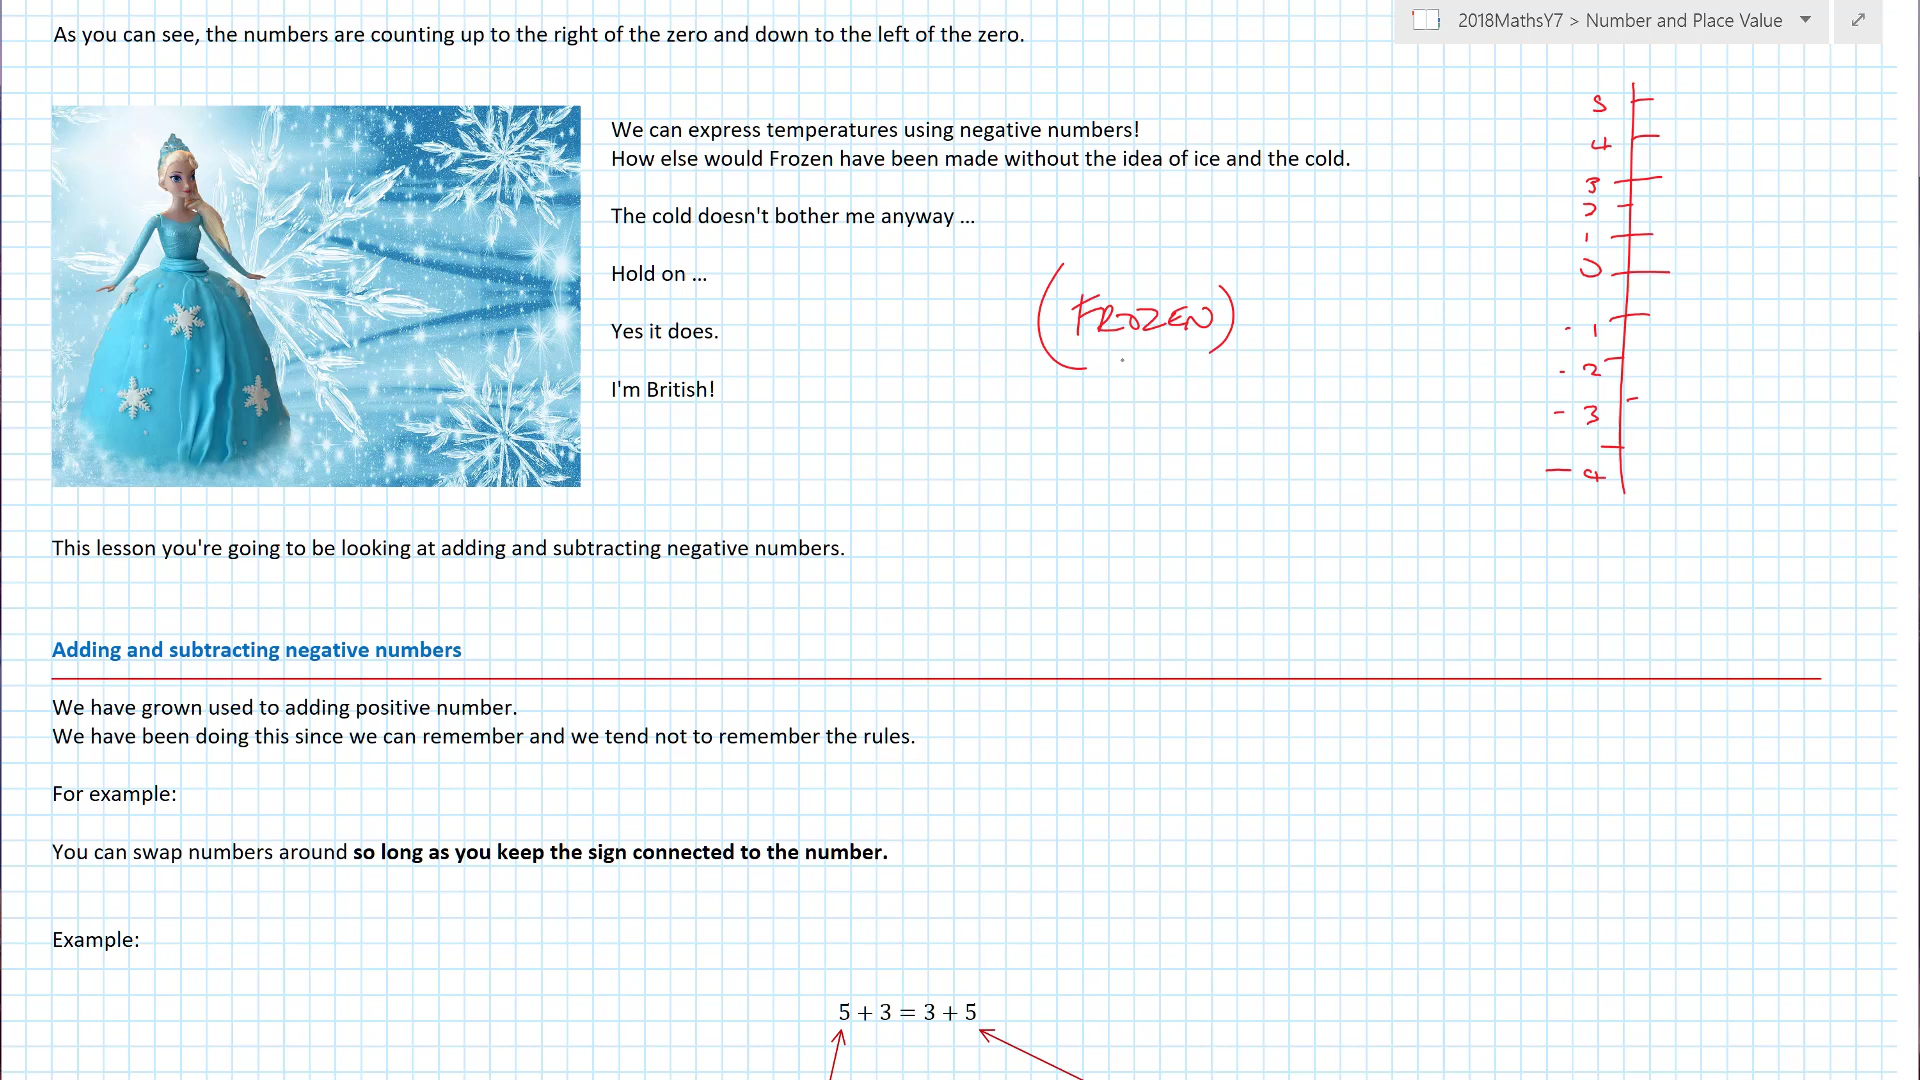 2018MathsY7 > Number and Place Value
As you can see, the numbers are counting up to the right of the zero and down to the left of the zero.
We can express temperatures using negative numbers!
How else would Frozen have been made without the idea of ice and the cold.
The cold doesn't bother me anyway ...
Hold on ...
Yes it does.
I'm British!
(FROZEN)
5
4
3
2
1
0
- 1
- 2
- 3
- 4
This lesson you're going to be looking at adding and subtracting negative numbers.
Adding and subtracting negative numbers
We have grown used to adding positive number.
We have been doing this since we can remember and we tend not to remember the rules.
For example:
You can swap numbers around so long as you keep the sign connected to the number.
Example:
5 + 3 = 3 + 5